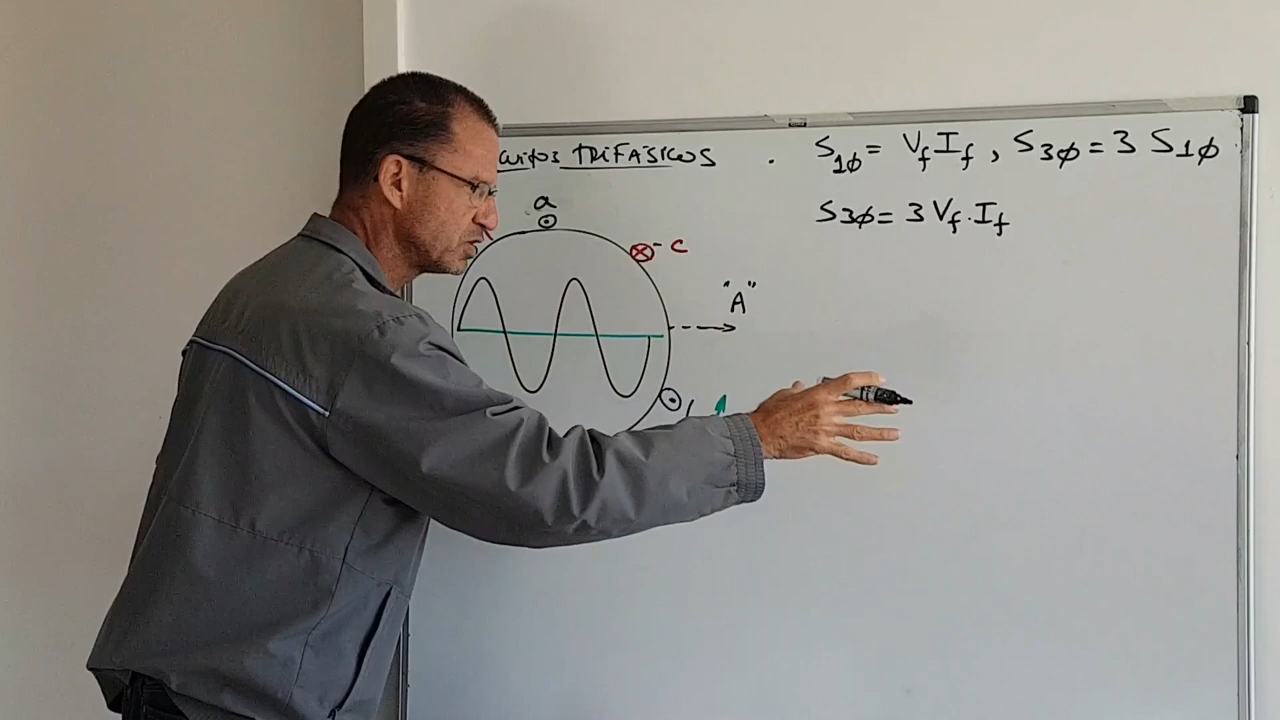 TRIFÁSICOS . S1ϕ = Vf If , S3ϕ = 3 S1ϕ
S3ϕ = 3 Vf . If
a
- c
"A"